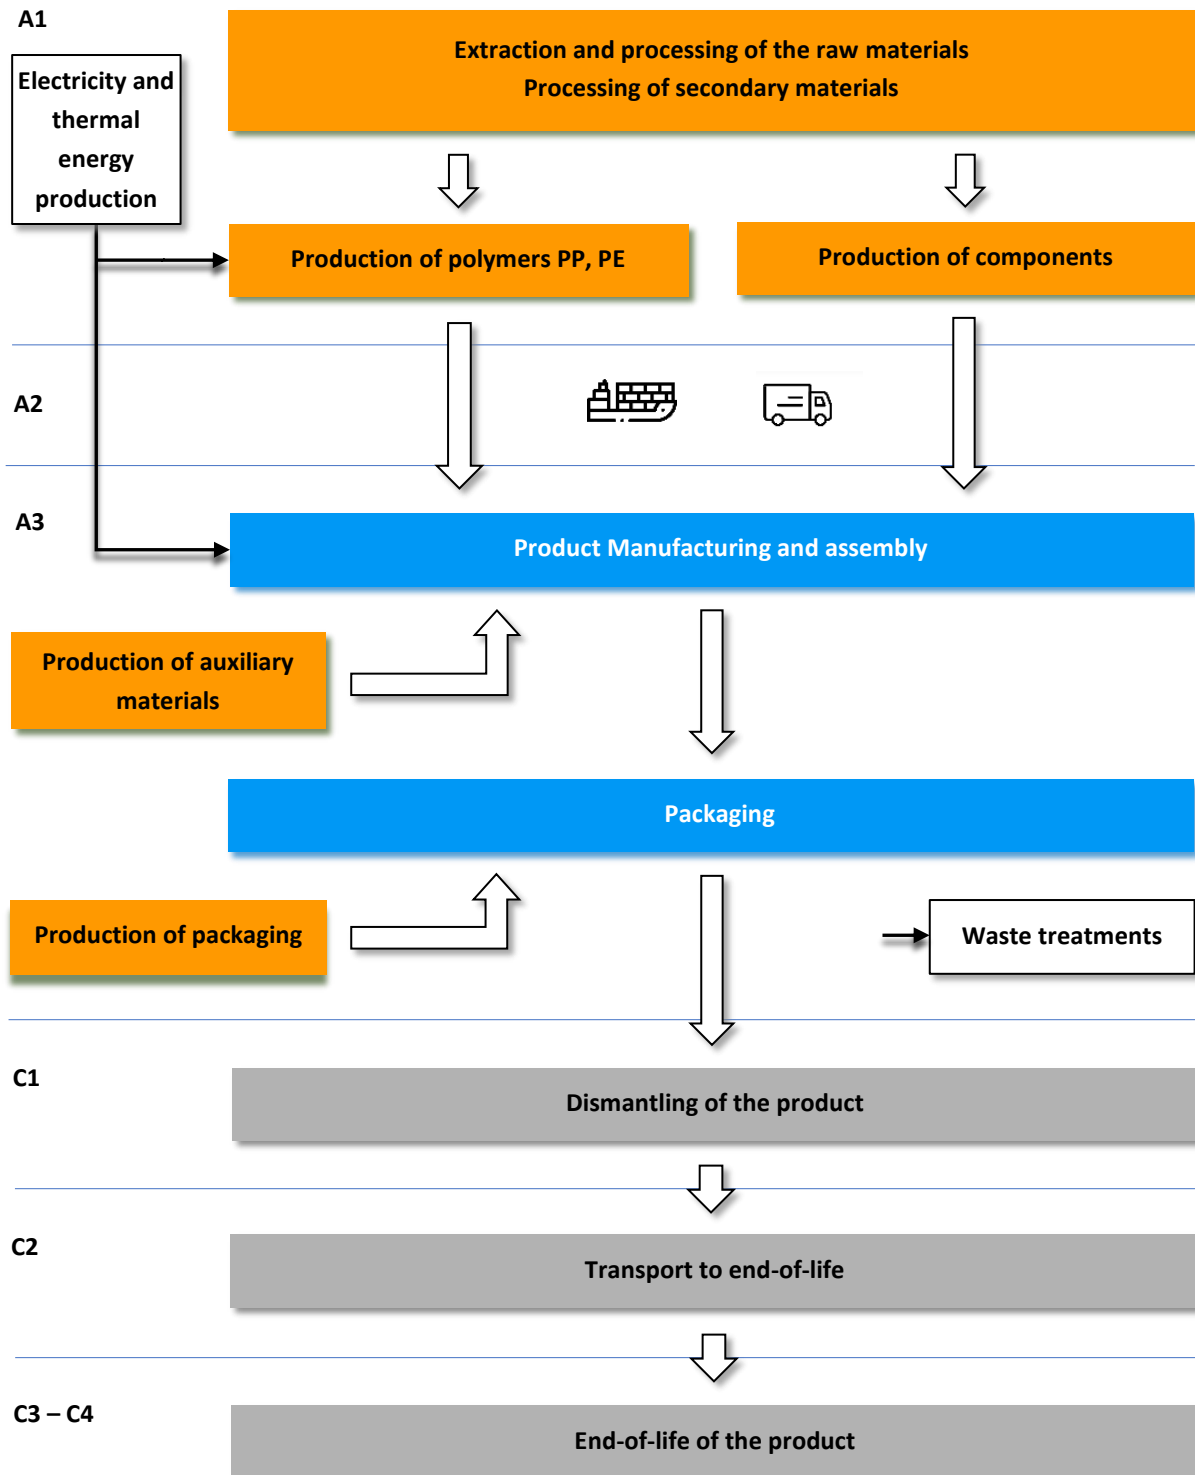 A1
Extraction and processing of the raw materials
Processing of secondary materials
Electricity and
thermal
energy
production
Production of polymers PP, PE
Production of components
A2
A3
Product Manufacturing and assembly
Production of auxiliary
materials
Packaging
Production of packaging
Waste treatments
C1
Dismantling of the product
C2
Transport to end-of-life
C3 – C4
End-of-life of the product